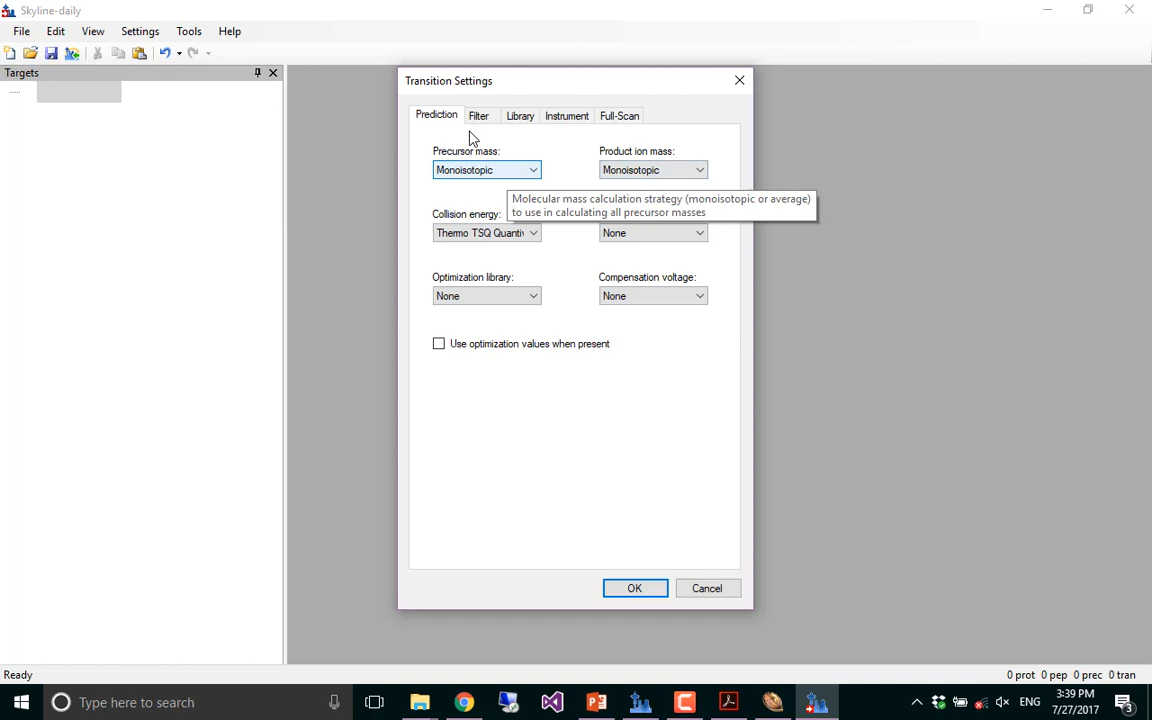 Skyline-daily
File Edit View Settings Tools Help
Targets
Transition Settings
Prediction Filter Library Instrument Full-Scan
Precursor mass: Product ion mass:
Monoisotopic Monoisotopic
Molecular mass calculation strategy (monoisotopic or average)
to use in calculating all precursor masses
Collision energy:
Thermo TSQ None
Optimization library: Compensation voltage:
None None
Use optimization values when present
OK Cancel
Ready 0 prot 0 pep 0 prec 0 tran
Type here to search ENG 3:39 PM
7/27/2017 3